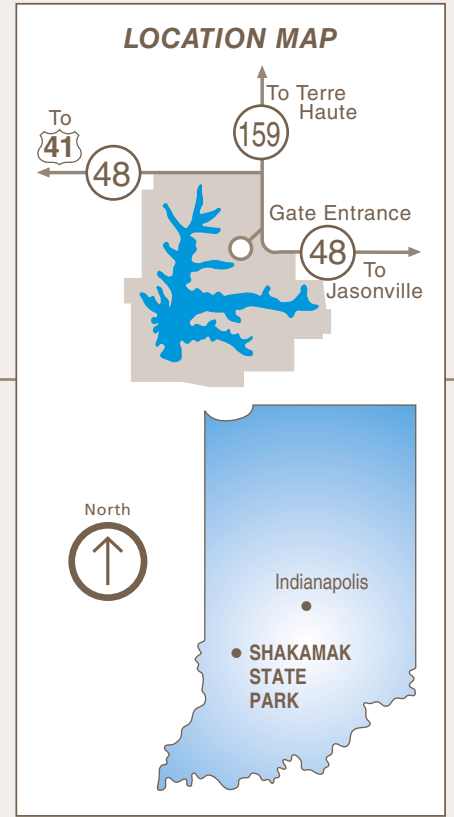 LOCATION MAP
To Terre
Haute
To
41
159
48
Gate Entrance
48
To
Jasonville
North
Indianapolis
SHAKAMAK
STATE
PARK